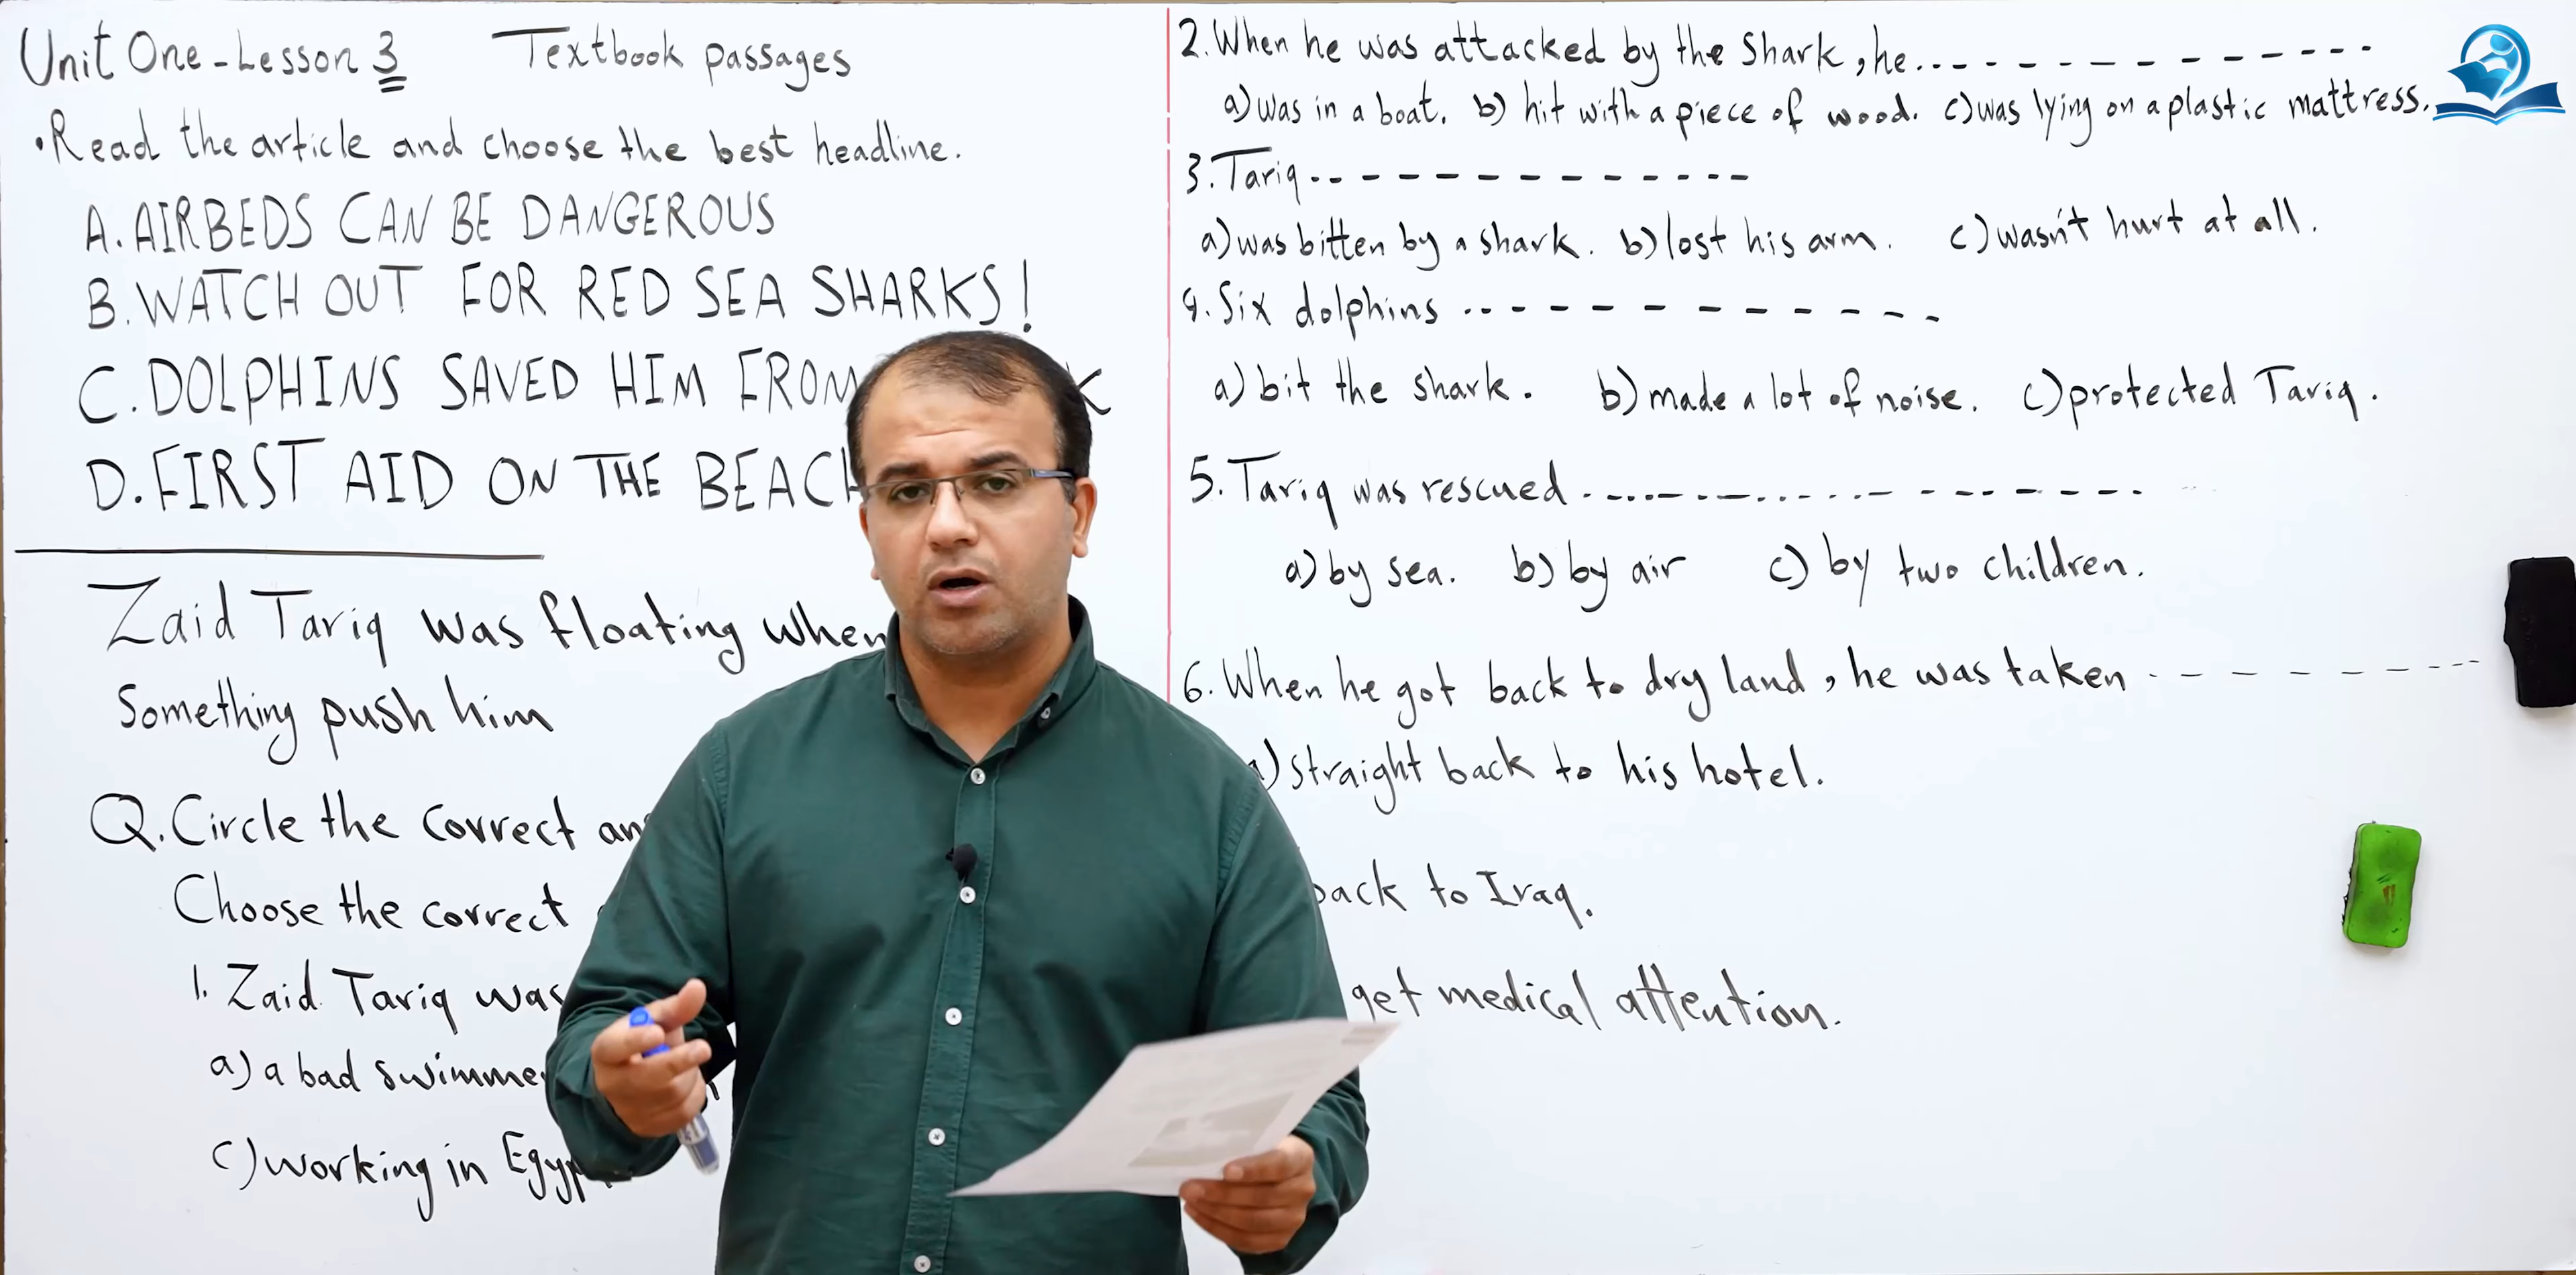 Unit One - Lesson 3 Textbook passages
• Read the article and choose the best headline.
A. AIRBEDS CAN BE DANGEROUS
B. WATCH OUT FOR RED SEA SHARKS!
C. DOLPHINS SAVED HIM FROM
D. FIRST AID ON THE BEACH
Zaid Tariq was floating when
Something push him
Q. Circle the correct
Choose the correct
1. Zaid Tariq was
a) a bad swimmer
c) working in Egypt
2. When he was attacked by the Shark, he..--------------
a) was in a boat. b) hit with a piece of wood. c) was lying on a plastic mattress.
3. Tariq..-------------
a) was bitten by a shark. b) lost his arm. c) wasn't hurt at all.
4. Six dolphins ..------------
a) bit the shark. b) made a lot of noise. c) protected Tariq.
5. Tariq was rescued .....--.....--------
a) by sea. b) by air c) by two children.
6. When he got back to dry land, he was taken ----------
a) straight back to his hotel.
back to Iraq.
get medical attention.